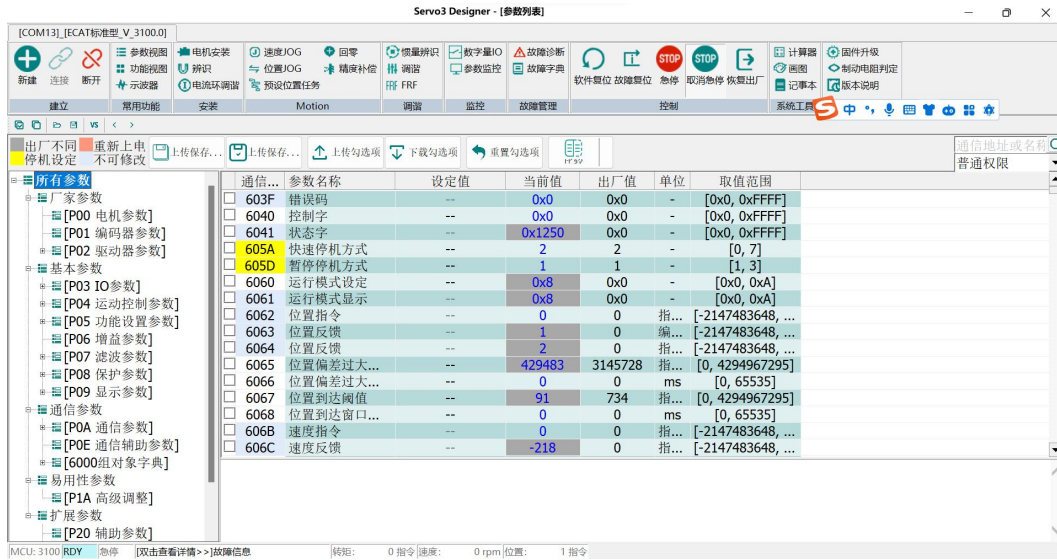 Servo3 Designer - [参数列表]
[COM13]_[ECAT标准型_V_3100.0]
新建 连接 断开
参数视图 功能视图 示波器
电机安装 辨识 电流环调谐
速度JOG 位置JOG 预设位置任务
回零 精度补偿
惯量辨识 调谐 FRF
数字量IO 参数监控
故障诊断 故障字典
软件复位 故障复位 STOP 急停 STOP 取消急停 恢复出厂
计算器 画图 记事本
固件升级 制动电阻判定 版本说明
建立 常用功能 安装 Motion 调谐 监控 故障管理 控制 系统工具
中
VS < >
出厂不同 重新上电
停机设定 不可修改
上传保存... 上传保存... 上传勾选项 下载勾选项 重置勾选项
通信地址或名称
普通权限
所有参数
厂家参数
[P00 电机参数]
[P01 编码器参数]
[P02 驱动器参数]
基本参数
[P03 IO参数]
[P04 运动控制参数]
[P05 功能设置参数]
[P06 增益参数]
[P07 滤波参数]
[P08 保护参数]
[P09 显示参数]
通信参数
[P0A 通信参数]
[P0E 通信辅助参数]
[6000组对象字典]
易用性参数
[P1A 高级调整]
扩展参数
[P20 辅助参数]
通信... 参数名称 设定值 当前值 出厂值 单位 取值范围
603F 错误码 -- 0x0 0x0 - [0x0, 0xFFFF]
6040 控制字 -- 0x0 0x0 - [0x0, 0xFFFF]
6041 状态字 -- 0x1250 0x0 - [0x0, 0xFFFF]
605A 快速停机方式 -- 2 2 - [0, 7]
605D 暂停停机方式 -- 1 1 - [1, 3]
6060 运行模式设定 -- 0x8 0x0 - [0x0, 0xA]
6061 运行模式显示 -- 0x8 0x0 - [0x0, 0xA]
6062 位置指令 -- 0 0 指... [-2147483648, ...
6063 位置反馈 -- 1 0 编... [-2147483648, ...
6064 位置反馈 -- 2 0 指... [-2147483648, ...
6065 位置偏差过大... -- 429483 3145728 指... [0, 4294967295]
6066 位置偏差过大... -- 0 0 ms [0, 65535]
6067 位置到达阈值 -- 91 734 指... [0, 4294967295]
6068 位置到达窗口... -- 0 0 ms [0, 65535]
606B 速度指令 -- 0 0 指... [-2147483648, ...
606C 速度反馈 -- -218 0 指... [-2147483648, ...
MCU: 3100 RDY 急停 [双击查看详情>>]故障信息 转矩: 0 指令 速度: 0 rpm 位置: 1 指令